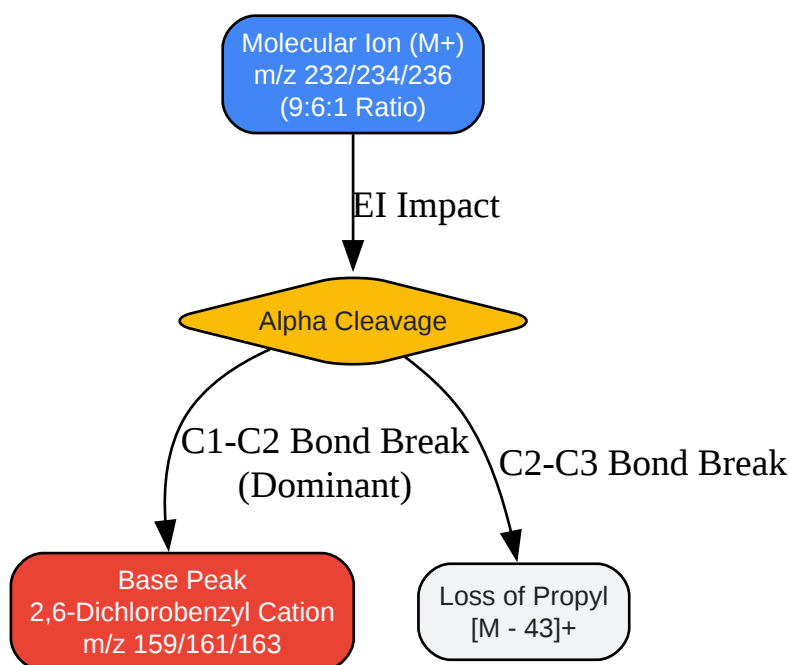 Molecular Ion (M+)
m/z 232/234/236
(9:6:1 Ratio)
EI Impact
Alpha Cleavage
C1-C2 Bond Break
(Dominant)
C2-C3 Bond Break
Base Peak
2,6-Dichlorobenzyl Cation
m/z 159/161/163
Loss of Propyl
[M - 43]+